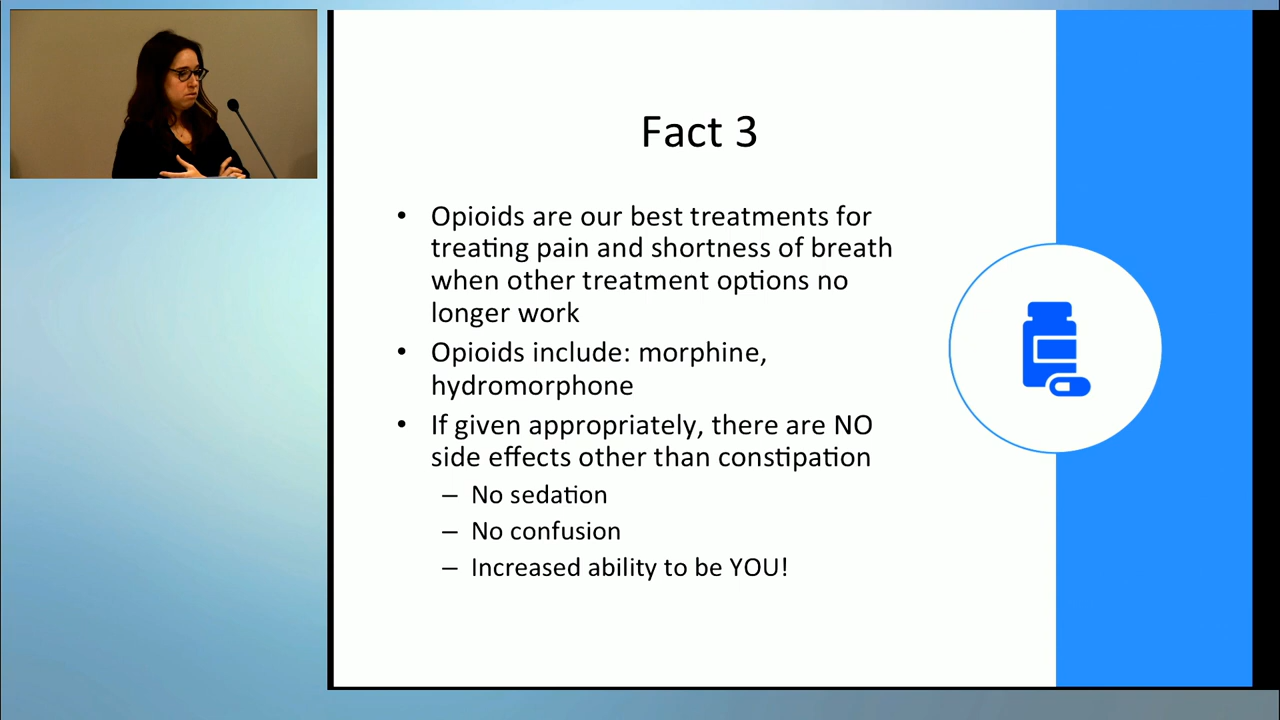 Fact 3
• Opioids are our best treatments for
treating pain and shortness of breath
when other treatment options no
longer work
• Opioids include: morphine,
hydromorphone
• If given appropriately, there are NO
side effects other than constipation
– No sedation
– No confusion
– Increased ability to be YOU!